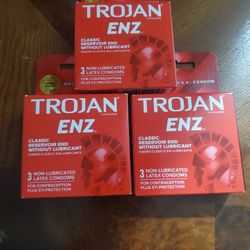 TROJAN
ENZ
CLASSIC
RESERVOIR END
WITHOUT LUBRICANT
3 NON LUBRICATED
LATEX CONDOMS
FOR CONTRACEPTION
PLUS STI PROTECTION
TROJAN
ENZ
CLASSIC
RESERVOIR END
WITHOUT LUBRICANT
3 NON LUBRICATED
LATEX CONDOMS
FOR CONTRACEPTION
PLUS STI PROTECTION
TROJAN
ENZ
CLASSIC
RESERVOIR END
WITHOUT LUBRICANT
3 NON LUBRICATED
LATEX CONDOMS
FOR CONTRACEPTION
PLUS STI PROTECTION